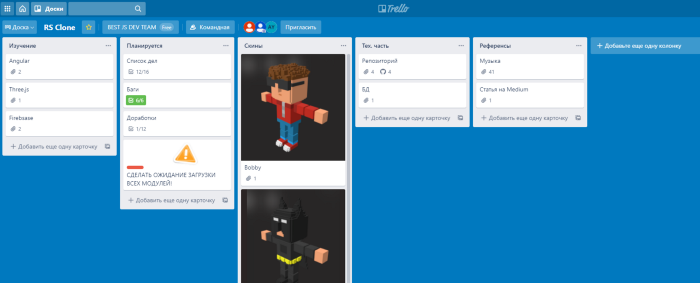 Доски
Trello
Доска
RS Clone
BEST JS DEV TEAM Free
Командная
АР
Пригласить
Изучение
Angular
2
Three.js
1
Firebase
2
+ Добавить еще одну карточку
Планируется
Список дел
12/16
Баги
6/6
Доработки
1/12
СДЕЛАТЬ ОЖИДАНИЕ ЗАГРУЗКИ
ВСЕХ МОДУЛЕЙ!
+ Добавить еще одну карточку
Скины
Bobby
1
Тех. часть
Репозиторий
4 4
БД
1
+ Добавить еще одну карточку
Референсы
Музыка
41
Статья на Medium
1
+ Добавить еще одну карточку
+ Добавьте еще одну колонку